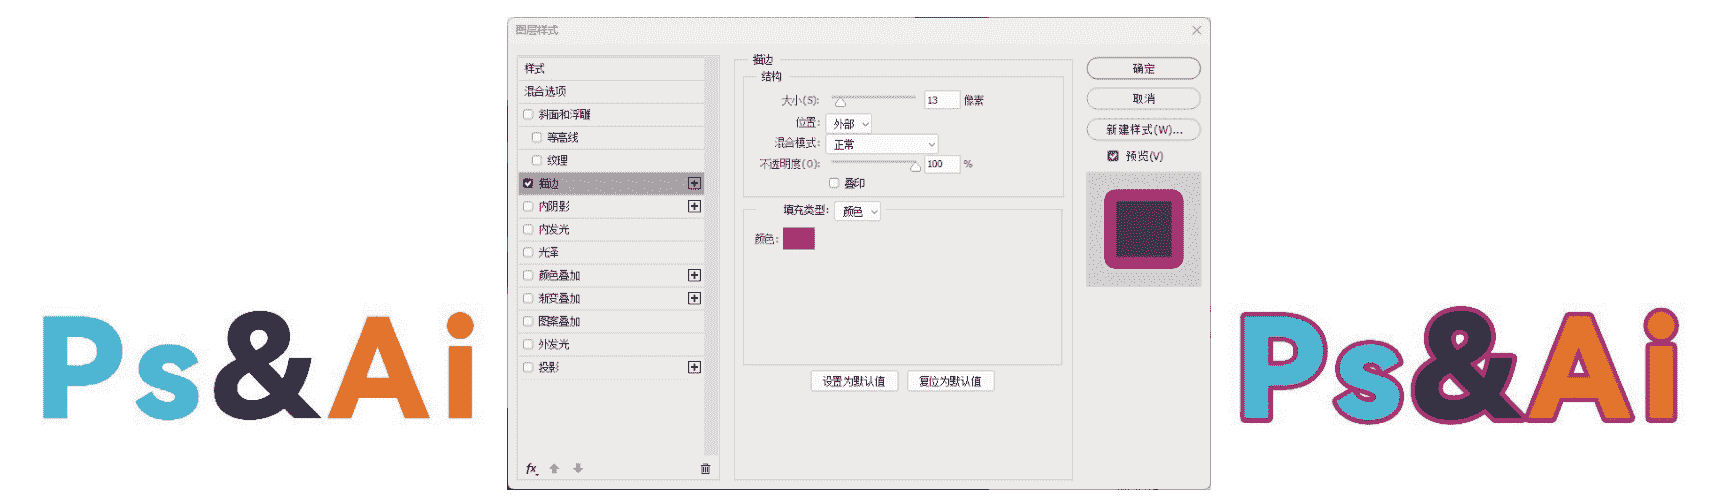 Ps&Ai
图层样式
样式
混合选项
斜面和浮雕
等高线
纹理
描边
内阴影
内发光
光泽
颜色叠加
渐变叠加
图案叠加
外发光
投影
fx
描边
结构
大小(S): 13 像素
位置: 外部
混合模式: 正常
不透明度(O): 100 %
叠印
填充类型: 颜色
颜色:
设置为默认值 复位为默认值
确定
取消
新建样式(W)...
预览(V)
Ps&Ai